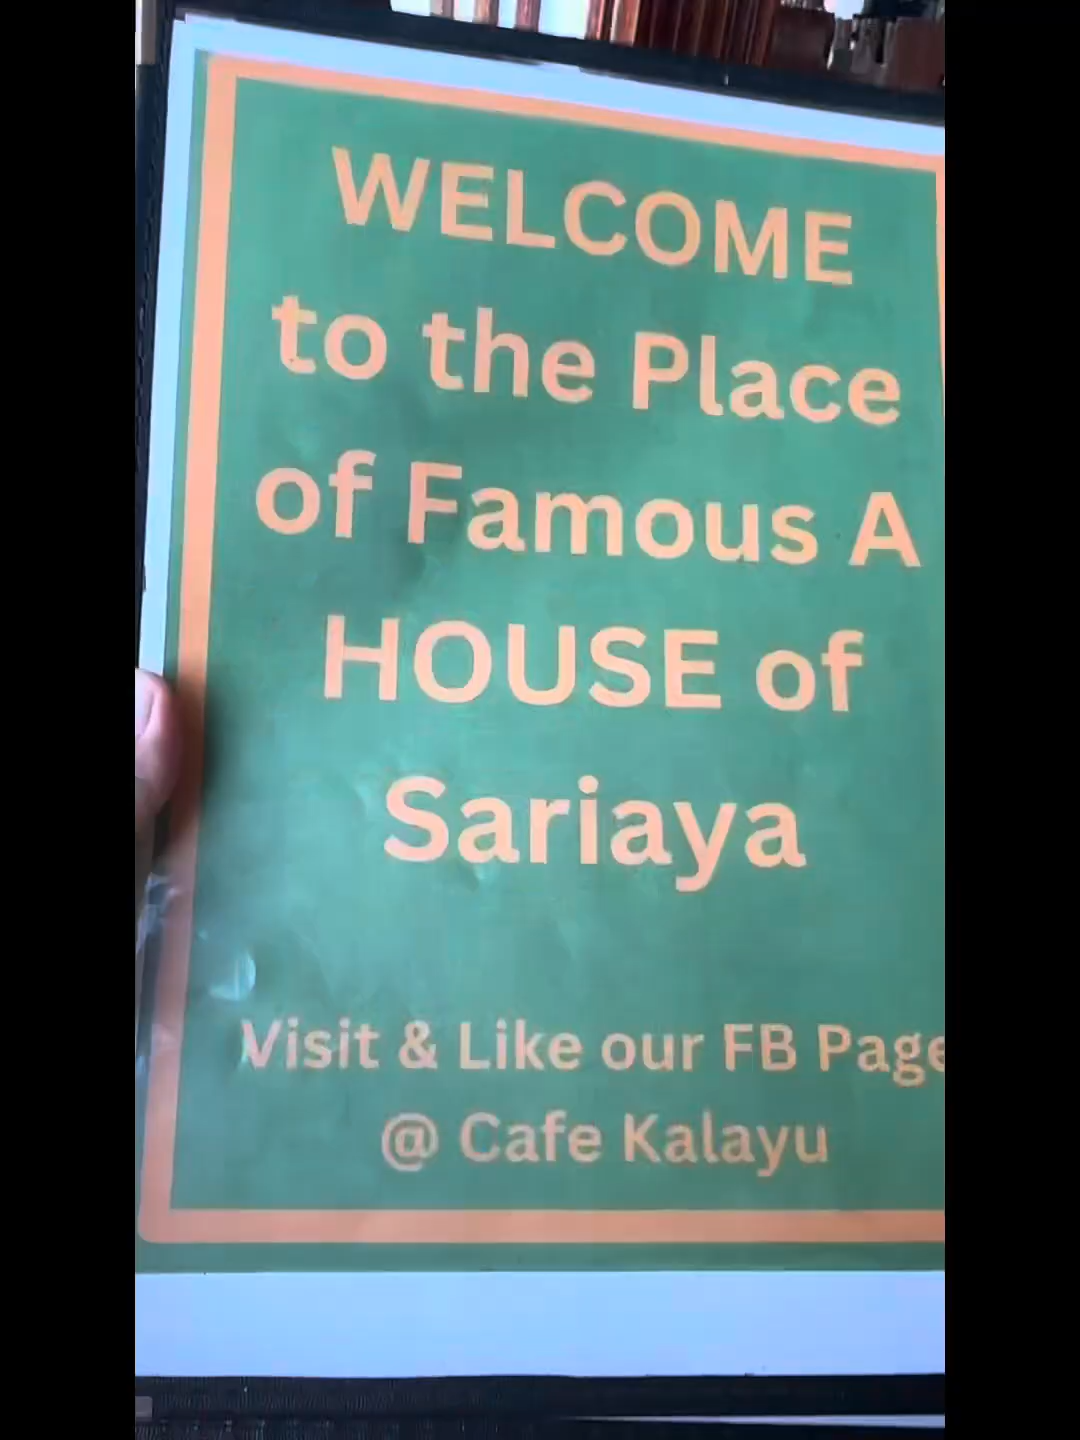 WELCOME
to the Place
of Famous A
HOUSE of
Sariaya
Visit & Like our FB Page
@ Cafe Kalayu